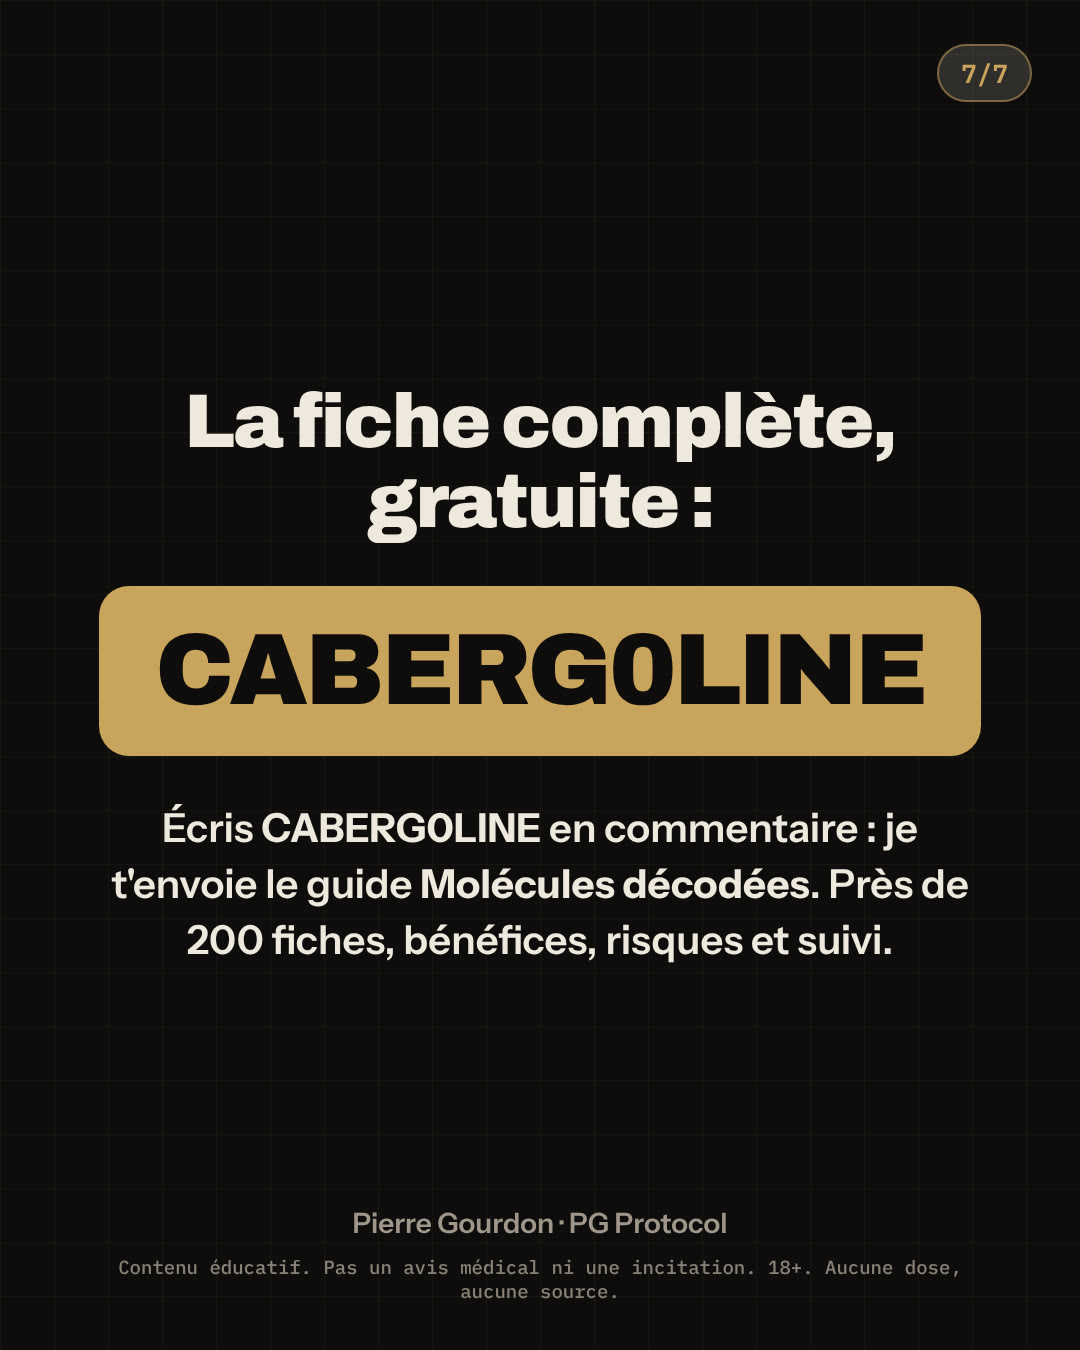 7/7
La fiche complète,
gratuite :
CABERG0LINE
Écris CABERG0LINE en commentaire : je
t'envoie le guide Molécules décodées. Près de
200 fiches, bénéfices, risques et suivi.
Pierre Gourdon · PG Protocol
Contenu éducatif. Pas un avis médical ni une incitation. 18+. Aucune dose,
aucune source.